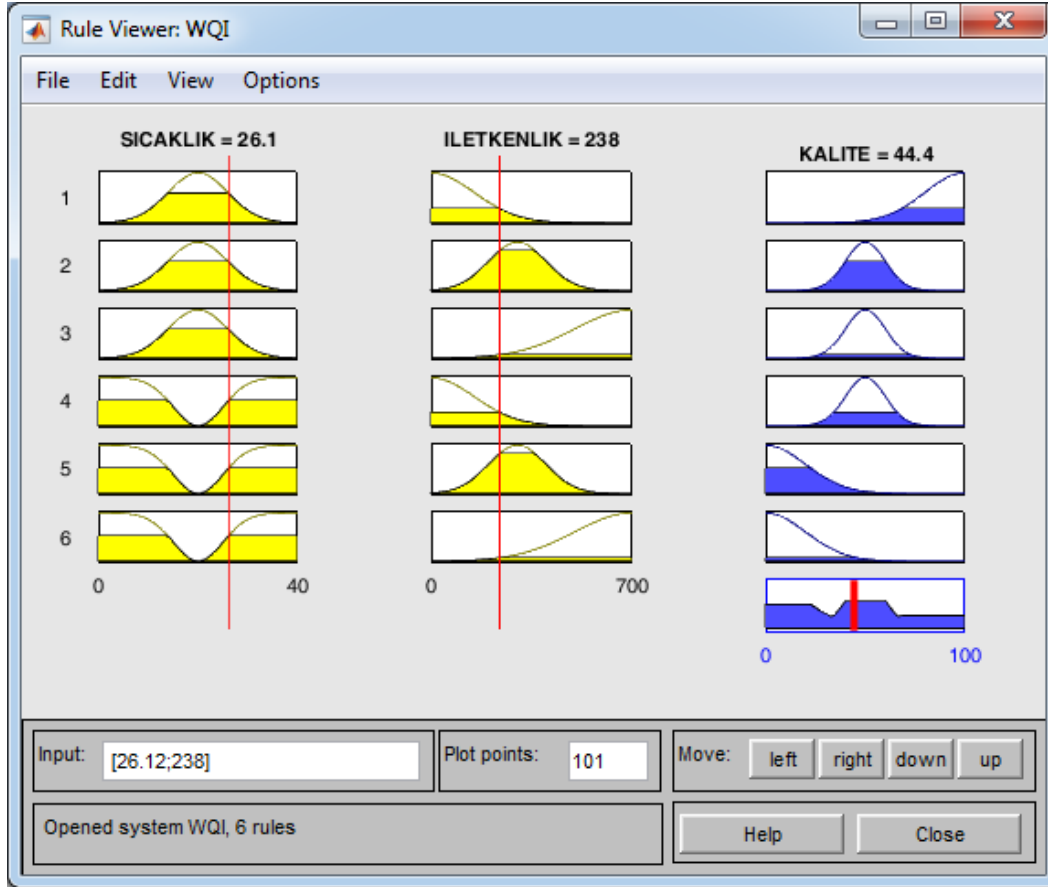 Rule Viewer: WQI
File Edit View Options
SICAKLIK = 26.1 ILETKENLIK = 238 KALITE = 44.4
1
2
3
4
5
6
0 40 0 700
0 100
Input: [26.12;238] Plot points: 101 Move: left right down up
Opened system WQI, 6 rules Help Close